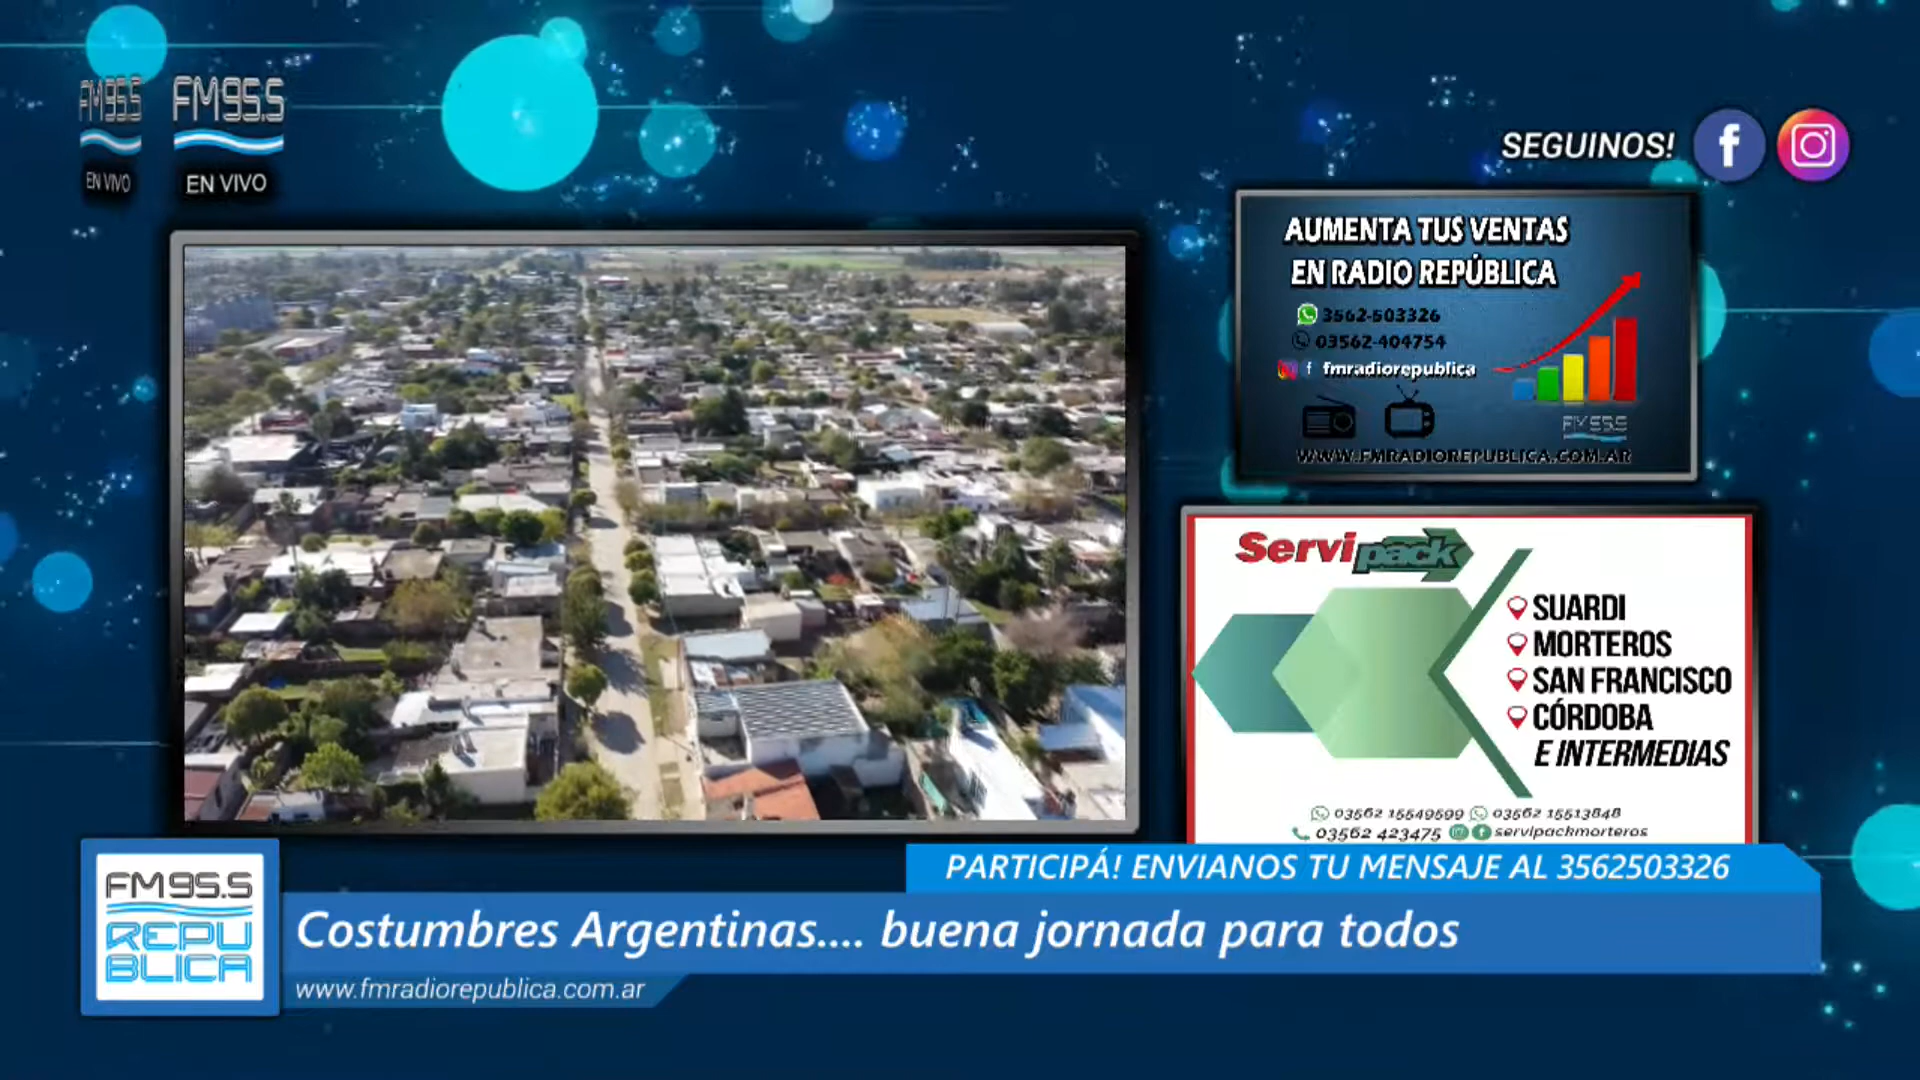 FM95.5
EN VIVO
FM95.5
EN VIVO
SEGUINOS!
AUMENTA TUS VENTAS
EN RADIO REPÚBLICA
3562-503326
03562-404754
fmradiorepublica
FM95.5
WWW.FMRADIOREPUBLICA.COM.AR
Servipack
SUARDI
MORTEROS
SAN FRANCISCO
CÓRDOBA
E INTERMEDIAS
03562 15549599 03562 15513848
03562 423475 servipackmorteros
PARTICIPÁ! ENVIANOS TU MENSAJE AL 3562503326
FM95.5
REPU
BLICA
Costumbres Argentinas.... buena jornada para todos
www.fmradiorepublica.com.ar